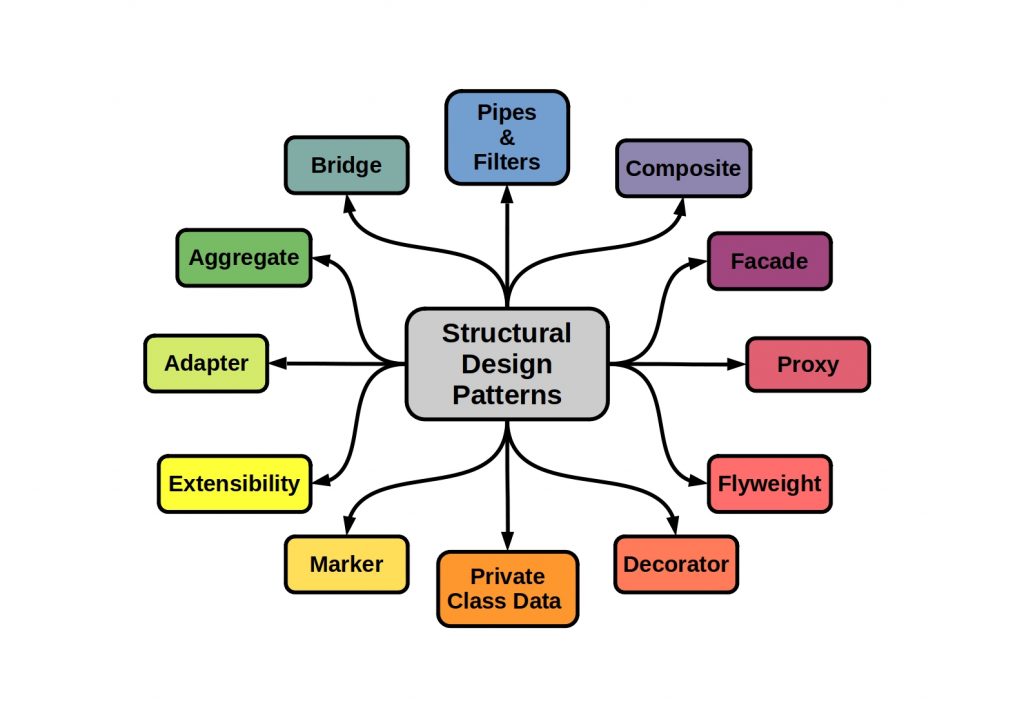 Pipes
&
Filters
Bridge
Composite
Aggregate
Facade
Structural
Design
Patterns
Adapter
Proxy
Extensibility
Flyweight
Marker
Decorator
Private
Class Data